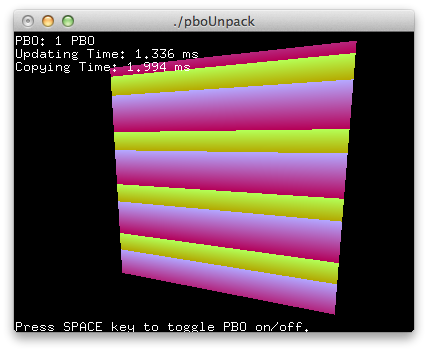 ./pboUnpack
PBO: 1 PBO
Updating Time: 1.336 ms
Copying Time: 1.994 ms
Press SPACE key to toggle PBO on/off.